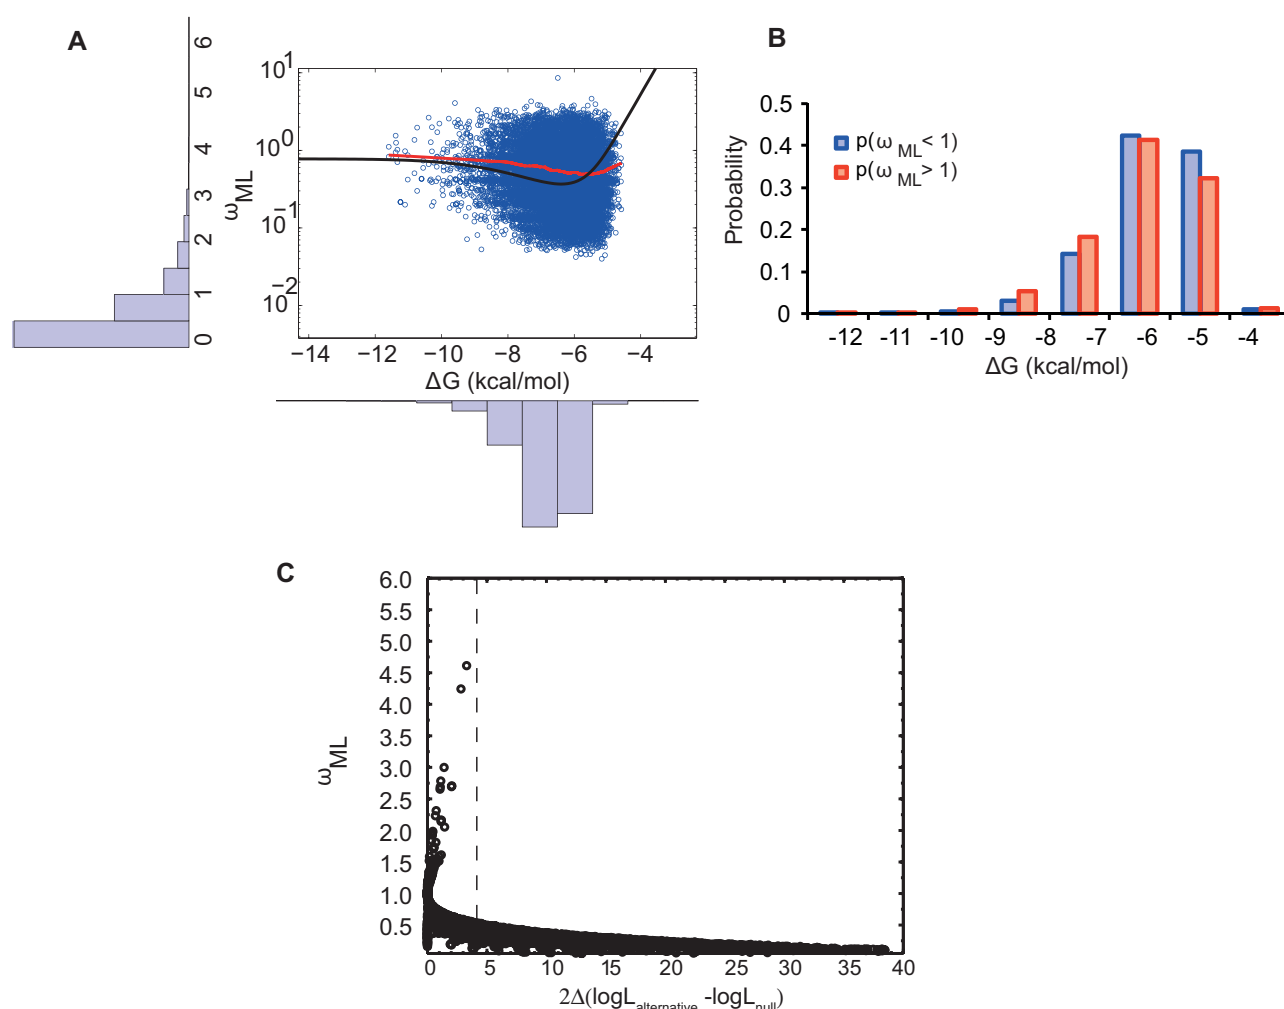 A
6
5
4
3
2
1
0
ω ML
10^1
10^0
10^-1
10^-2
−14 −12 −10 −8 −6 −4
ΔG (kcal/mol)
B
Probability
0.5
0.4
0.3
0.2
0.1
0
p(ω ML < 1)
p(ω ML > 1)
-12 -11 -10 -9 -8 -7 -6 -5 -4
ΔG (kcal/mol)
C
ω ML
6.0
5.5
5.0
4.5
4.0
3.5
3.0
2.5
2.0
1.5
1.0
0.5
0 5 10 15 20 25 30 35 40
2Δ(logL_alternative -logL_null)